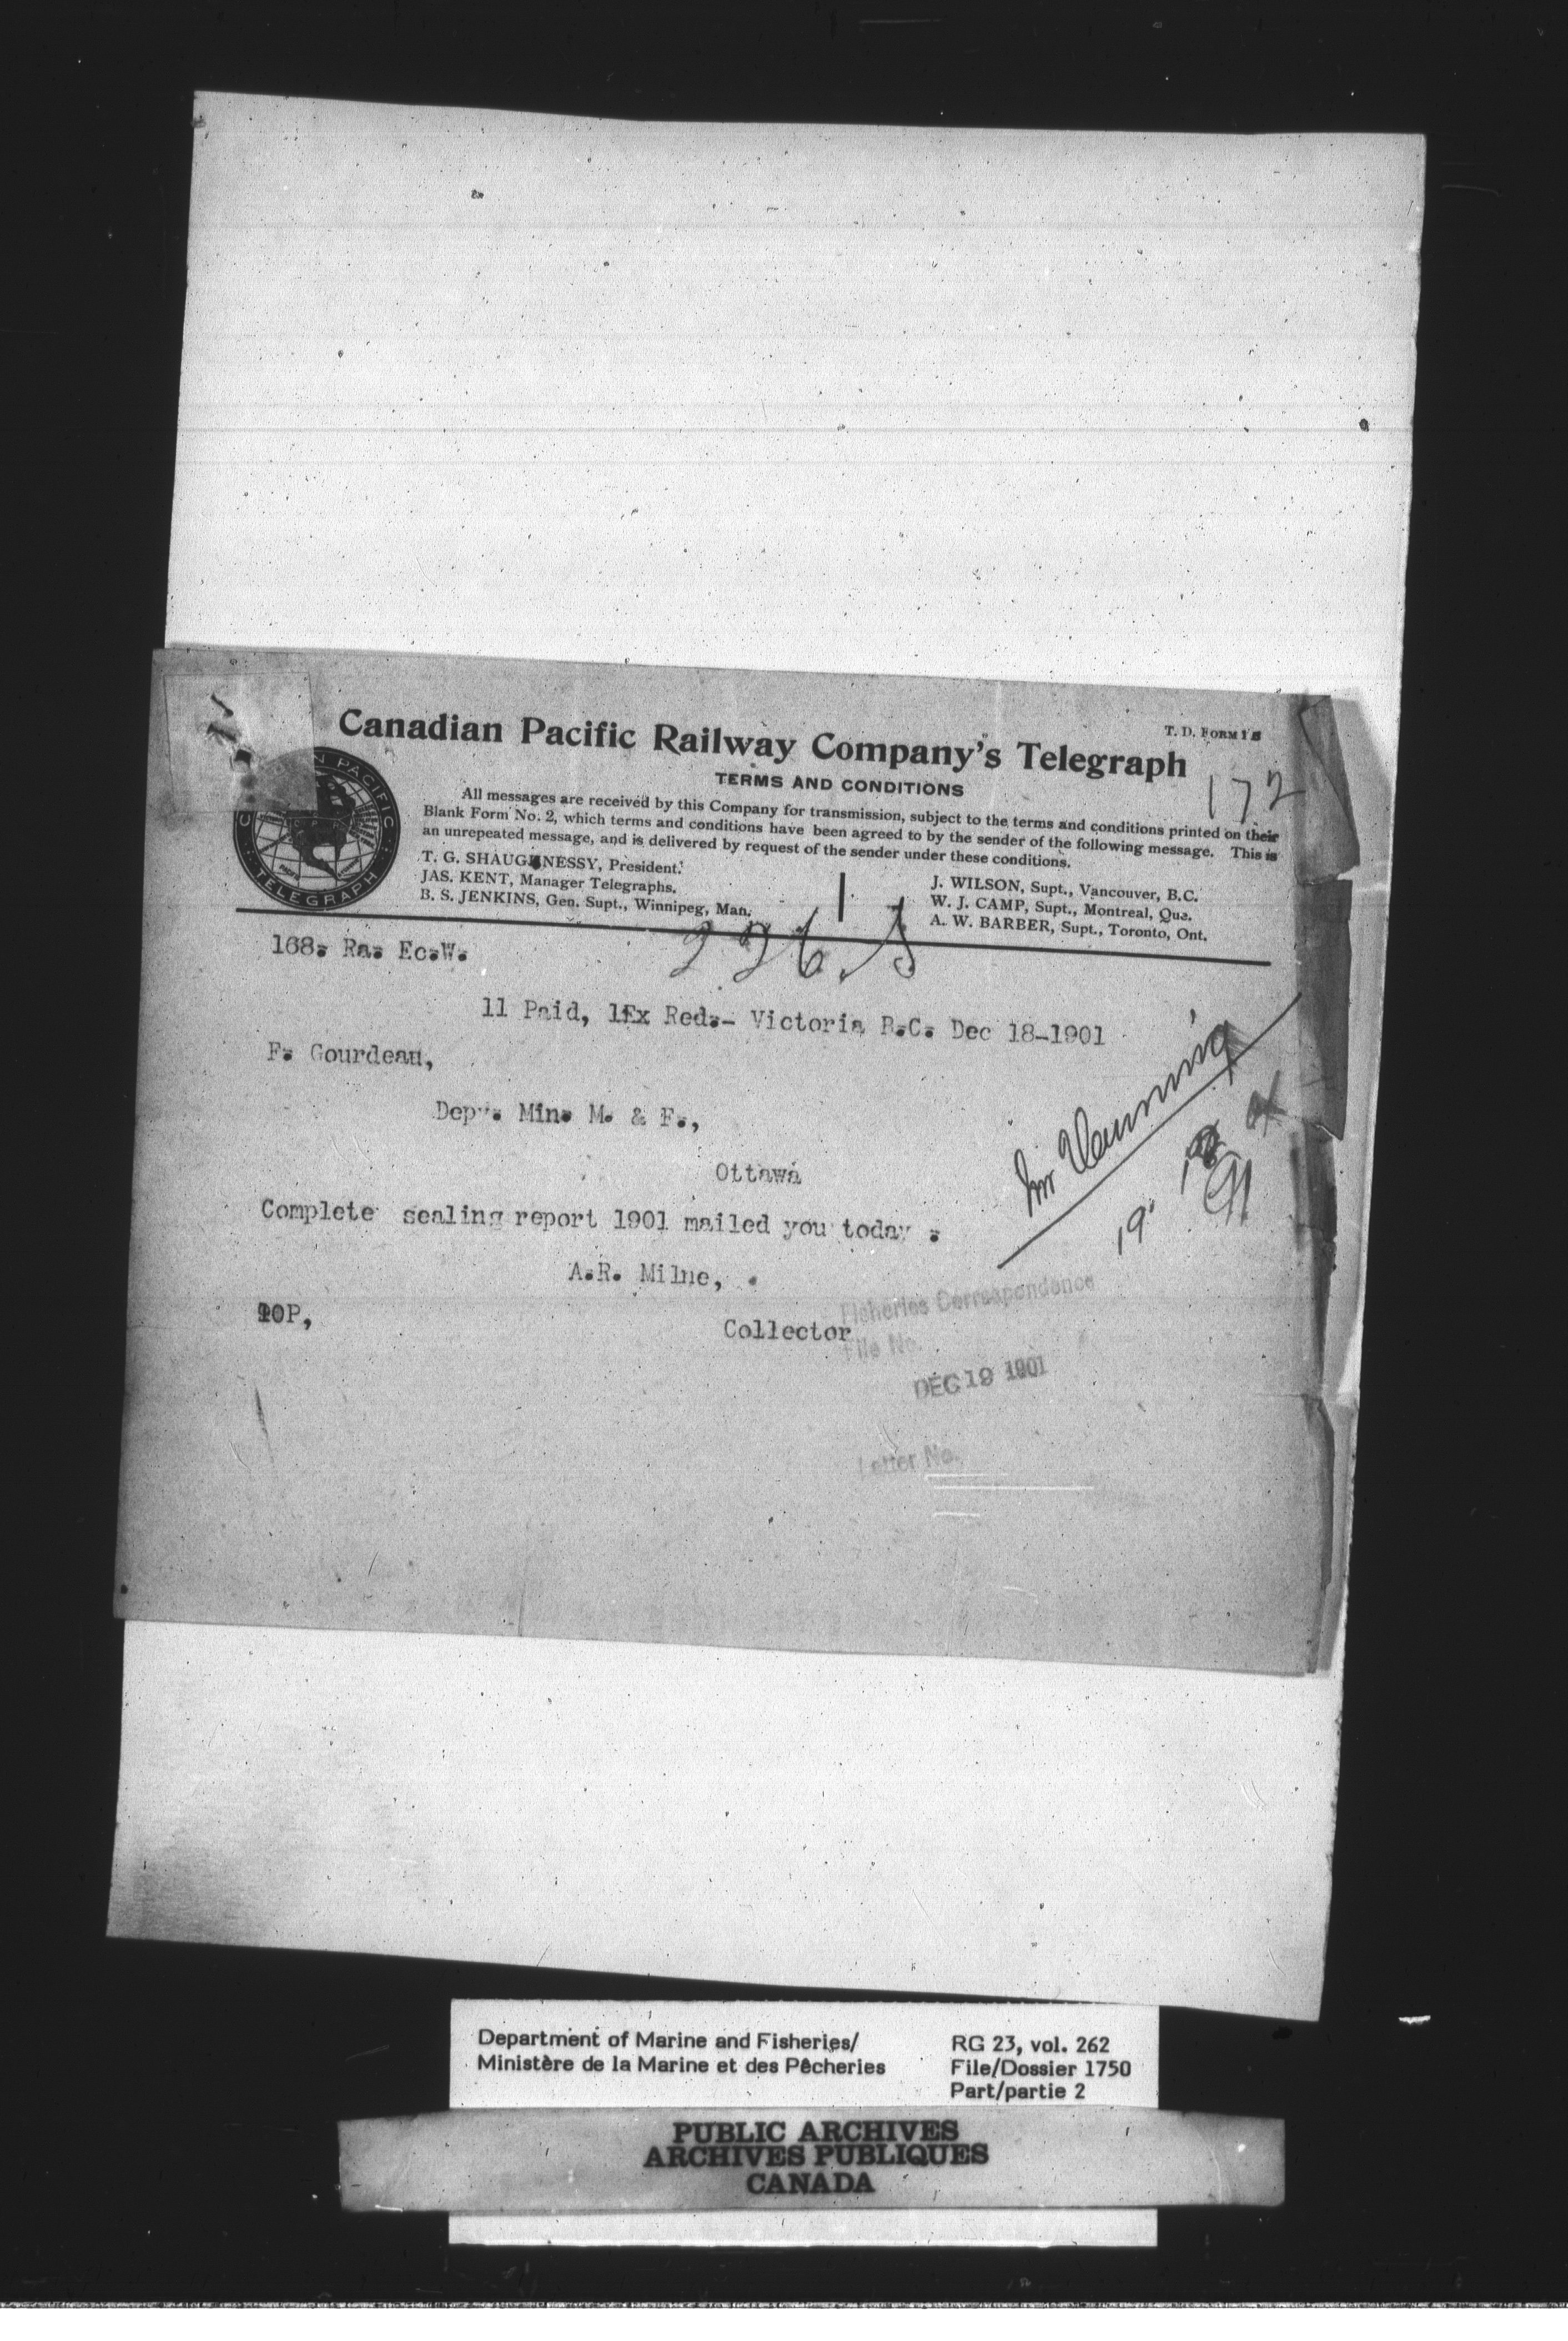 Canadian Pacific Railway Company's Telegraph
T. D. FORM 1
172
TERMS AND CONDITIONS
All messages are received by this Company for transmission, subject to the terms and conditions printed on their
Blank Form No. 2, which terms and conditions have been agreed to by the sender of the following message. This is
an unrepeated message, and is delivered by request of the sender under these conditions.
T. G. SHAUGHNESSY, President.
JAS. KENT, Manager Telegraphs.
B. S. JENKINS, Gen. Supt., Winnipeg, Man.
J. WILSON, Supt., Vancouver, B.C.
W. J. CAMP, Supt., Montreal, Que.
A. W. BARBER, Supt., Toronto, Ont.
PACIFIC
TELEGRAPH
168. Ra. Ec.W.
11 Paid, 1Ex Red.- Victoria B.C. Dec 18-1901
F. Gourdeau,
Dep. Min. M. & F.,
Ottawa
Complete sealing report 1901 mailed you today .
A.R. Milne, .
P,
Collector
Mr Venning
19
Fisheries Correspondence
File No.
DEC 19 1901
Letter No.
Department of Marine and Fisheries/
Ministère de la Marine et des Pêcheries
RG 23, vol. 262
File/Dossier 1750
Part/partie 2
PUBLIC ARCHIVES
ARCHIVES PUBLIQUES
CANADA